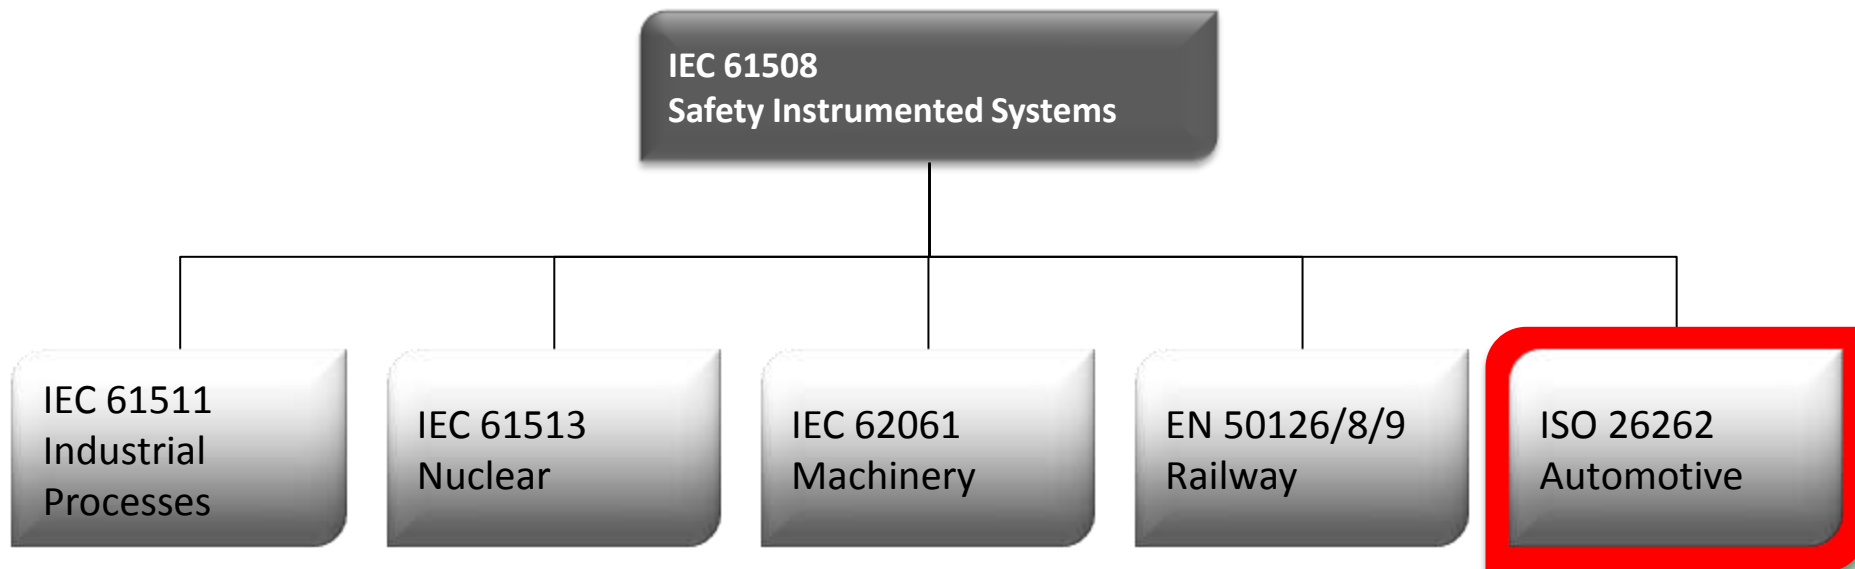 IEC 61508
Safety Instrumented Systems
IEC 61511
Industrial
Processes
IEC 61513
Nuclear
IEC 62061
Machinery
EN 50126/8/9
Railway
ISO 26262
Automotive